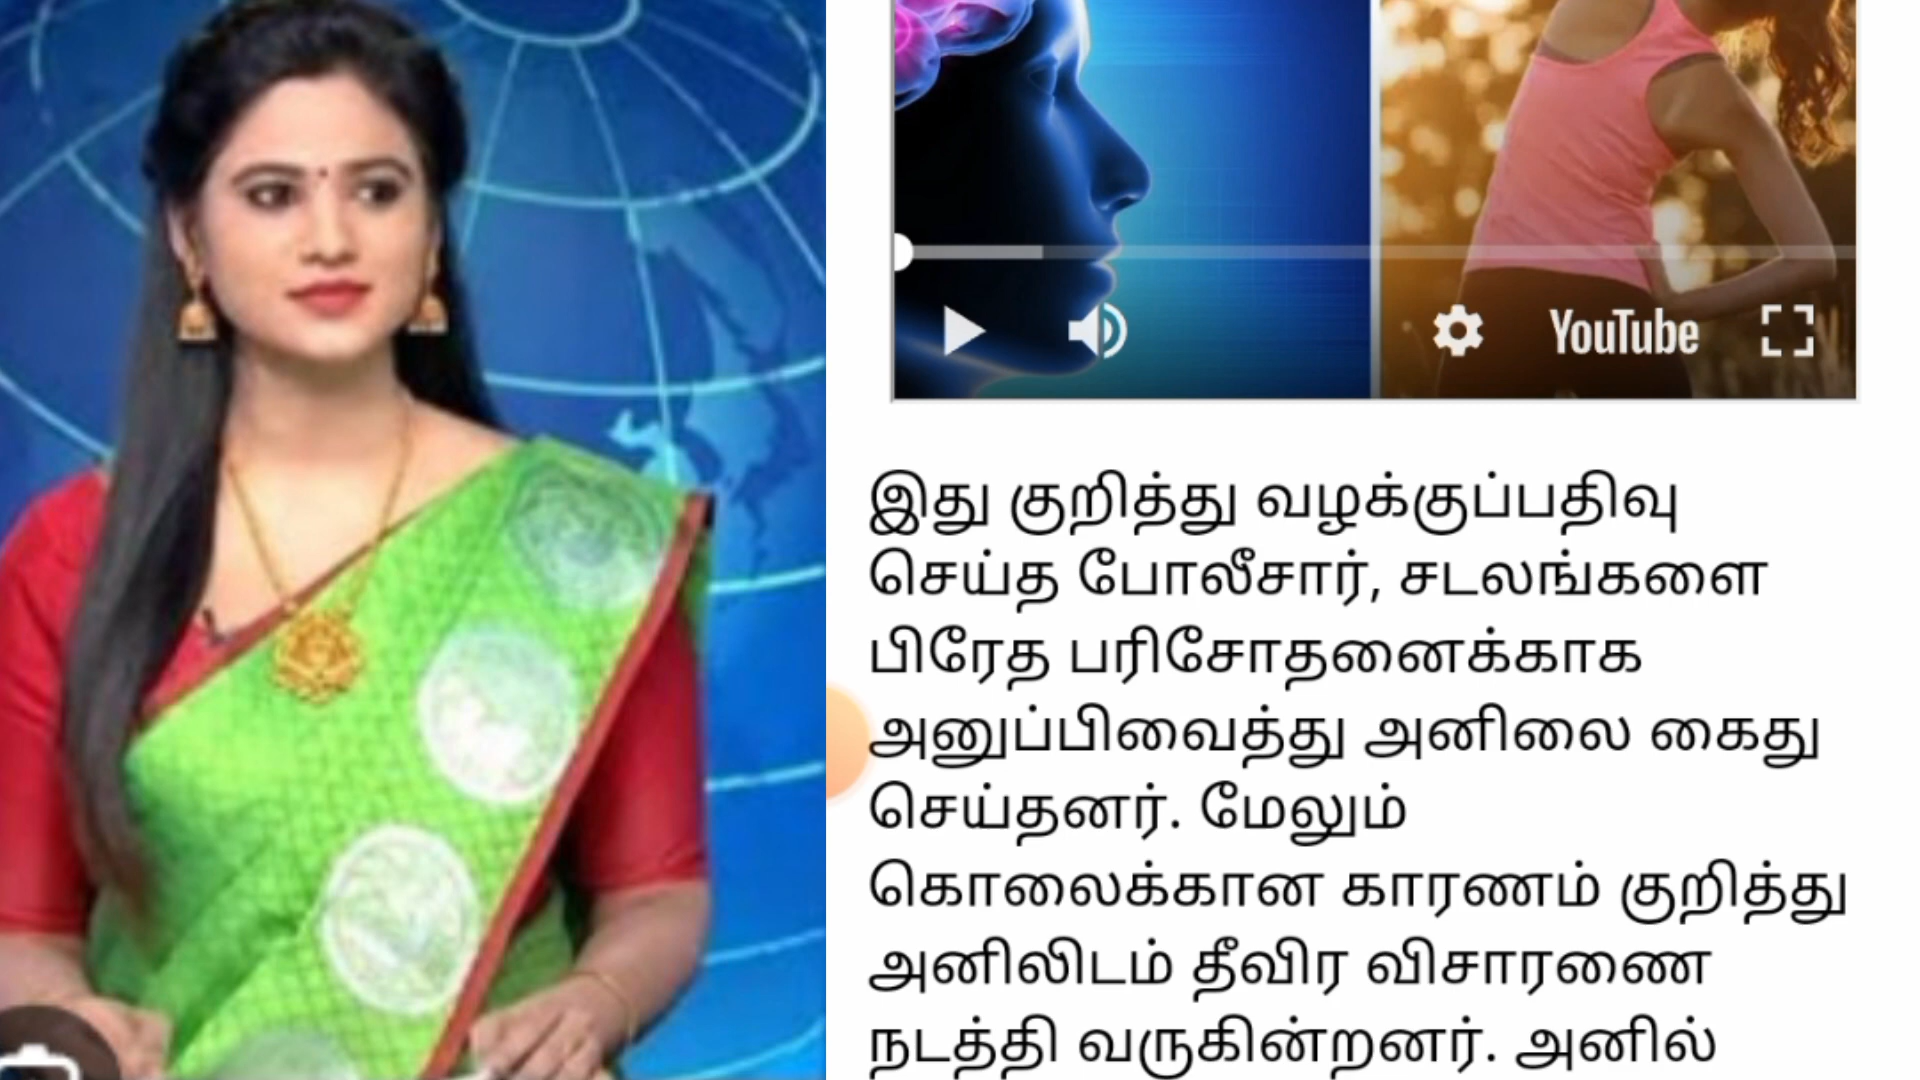 YouTube
இது குறித்து வழக்குப்பதிவு
செய்த போலீசார், சடலங்களை
பிரேத பரிசோதனைக்காக
அனுப்பிவைத்து அனிலை கைது
செய்தனர். மேலும்
கொலைக்கான காரணம் குறித்து
அனிலிடம் தீவிர விசாரணை
நடத்தி வருகின்றனர். அனில்